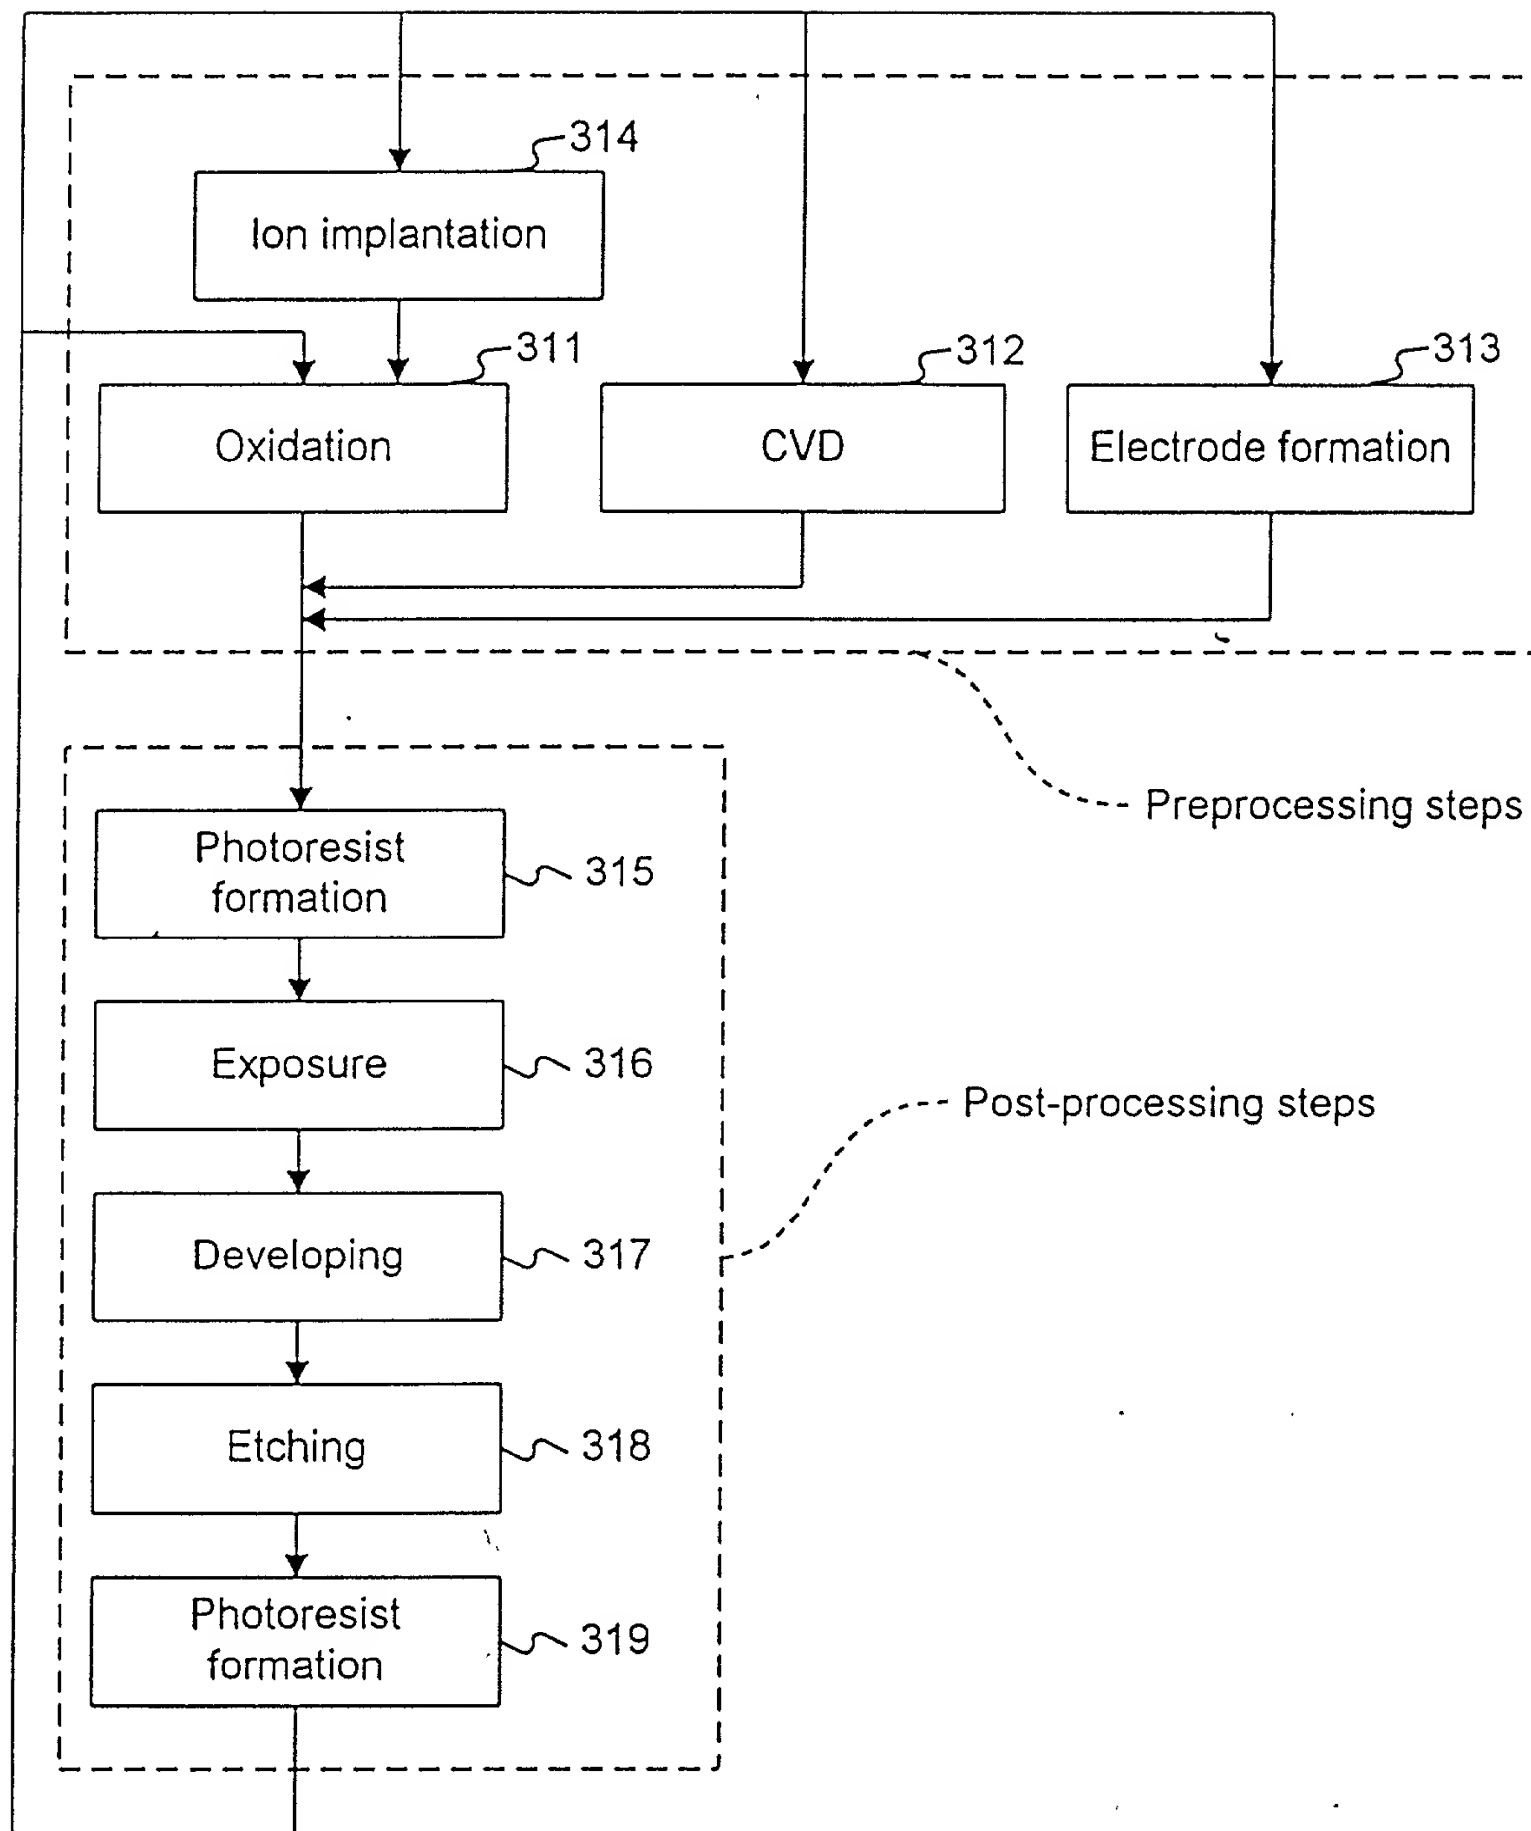 314
Ion implantation
311
312
313
Oxidation
CVD
Electrode formation
Preprocessing steps
Photoresist
formation
315
Exposure
316
Post-processing steps
Developing
317
Etching
318
Photoresist
formation
319